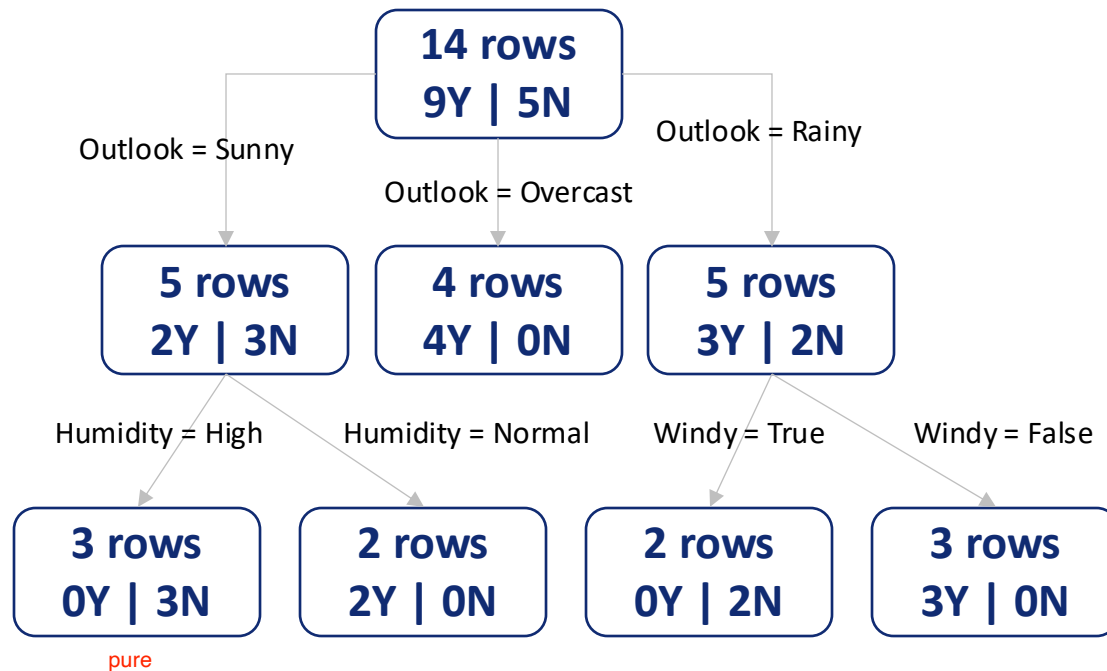 14 rows
9Y | 5N
Outlook = Sunny
Outlook = Overcast
Outlook = Rainy
5 rows
2Y | 3N
4 rows
4Y | 0N
5 rows
3Y | 2N
Humidity = High
Humidity = Normal
Windy = True
Windy = False
3 rows
0Y | 3N
2 rows
2Y | 0N
2 rows
0Y | 2N
3 rows
3Y | 0N
pure